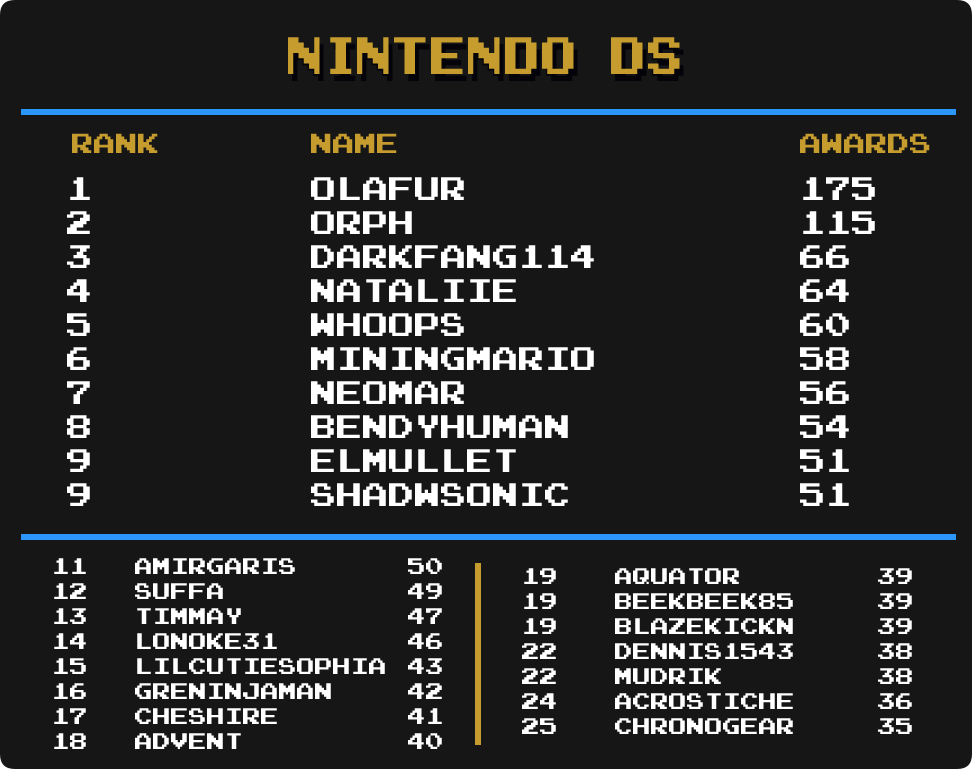 NINTENDO DS
RANK NAME AWARDS
1 OLAFUR 175
2 ORPH 115
3 DARKFANG114 66
4 NATALIIE 64
5 WHOOPS 60
6 MININGMARIO 58
7 NEOMAR 56
8 BENDYHUMAN 54
9 ELMULLET 51
9 SHADWSONIC 51
11 AMIRGARIS 50
12 SUFFA 49
13 TIMMAY 47
14 LONOKE31 46
15 LILCUTIESOPHIA 43
16 GRENINJAMAN 42
17 CHESHIRE 41
18 ADVENT 40
19 AQUATOR 39
19 BEEKBEEK85 39
19 BLAZEKICKN 39
22 DENNIS1543 38
22 MUDRIK 38
24 ACROSTICHE 36
25 CHRONOGEAR 35